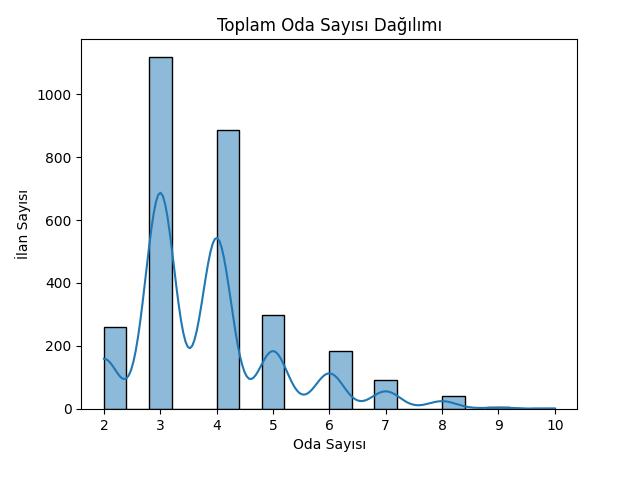 Toplam Oda Sayısı Dağılımı
İlan Sayısı
1000
800
600
400
200
0
2 3 4 5 6 7 8 9 10
Oda Sayısı